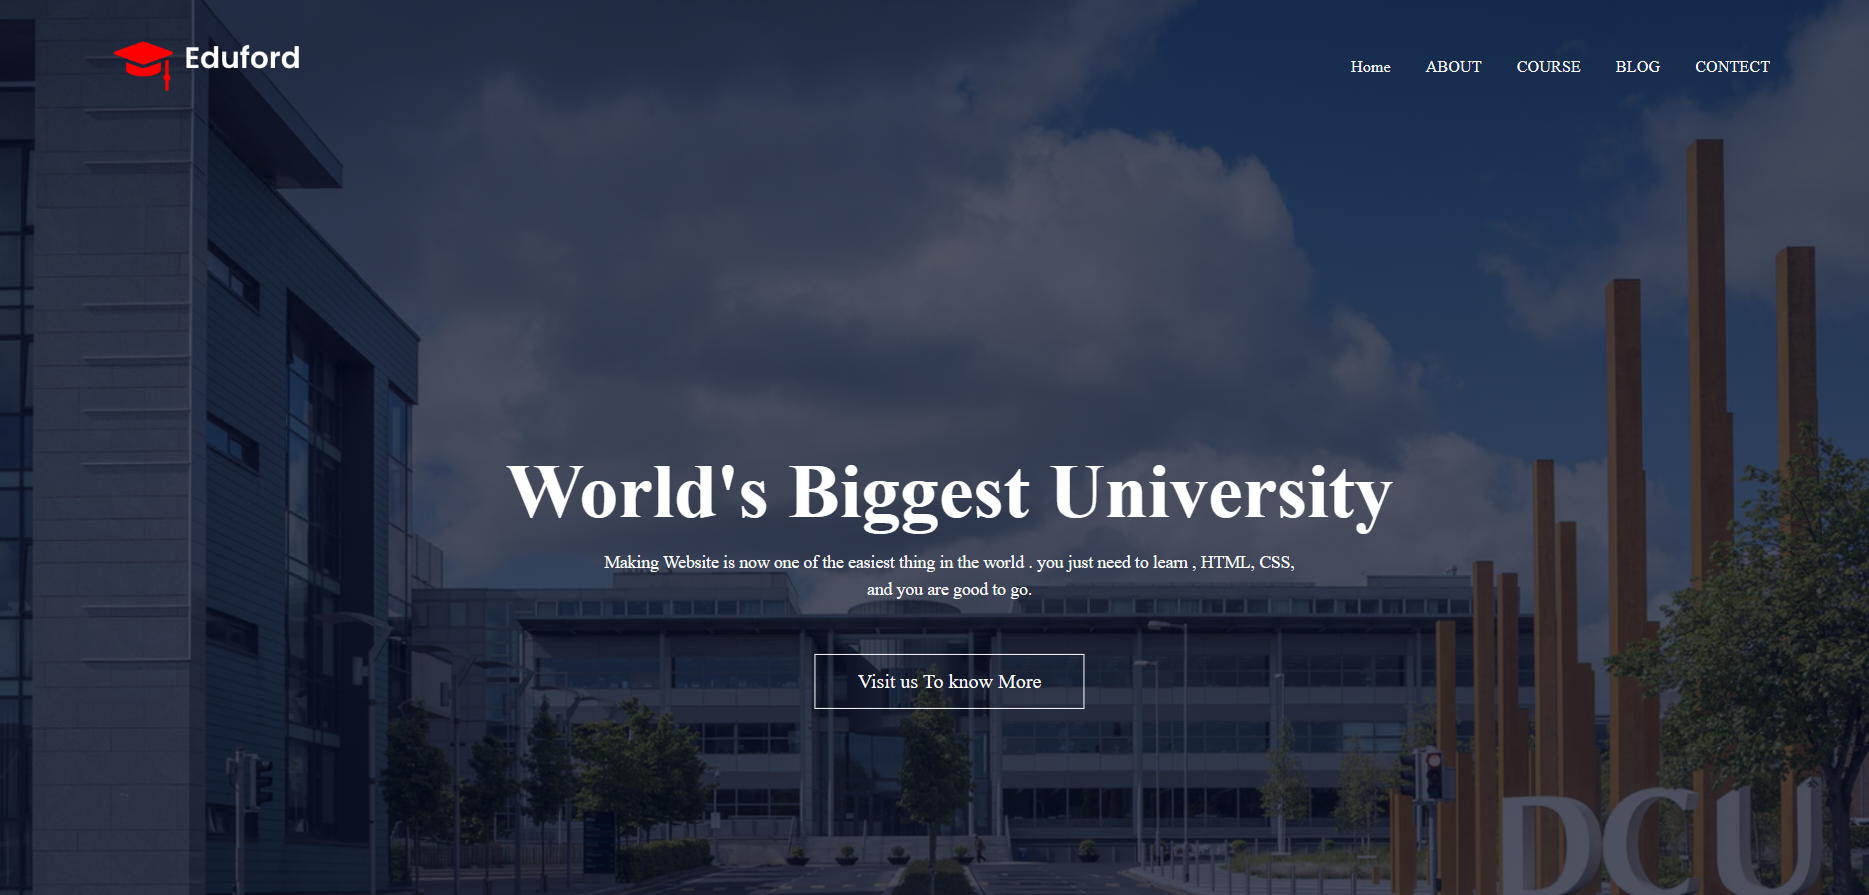 Eduford
Home ABOUT COURSE BLOG CONTECT
World's Biggest University
Making Website is now one of the easiest thing in the world . you just need to learn , HTML, CSS,
and you are good to go.
Visit us To know More
DCU